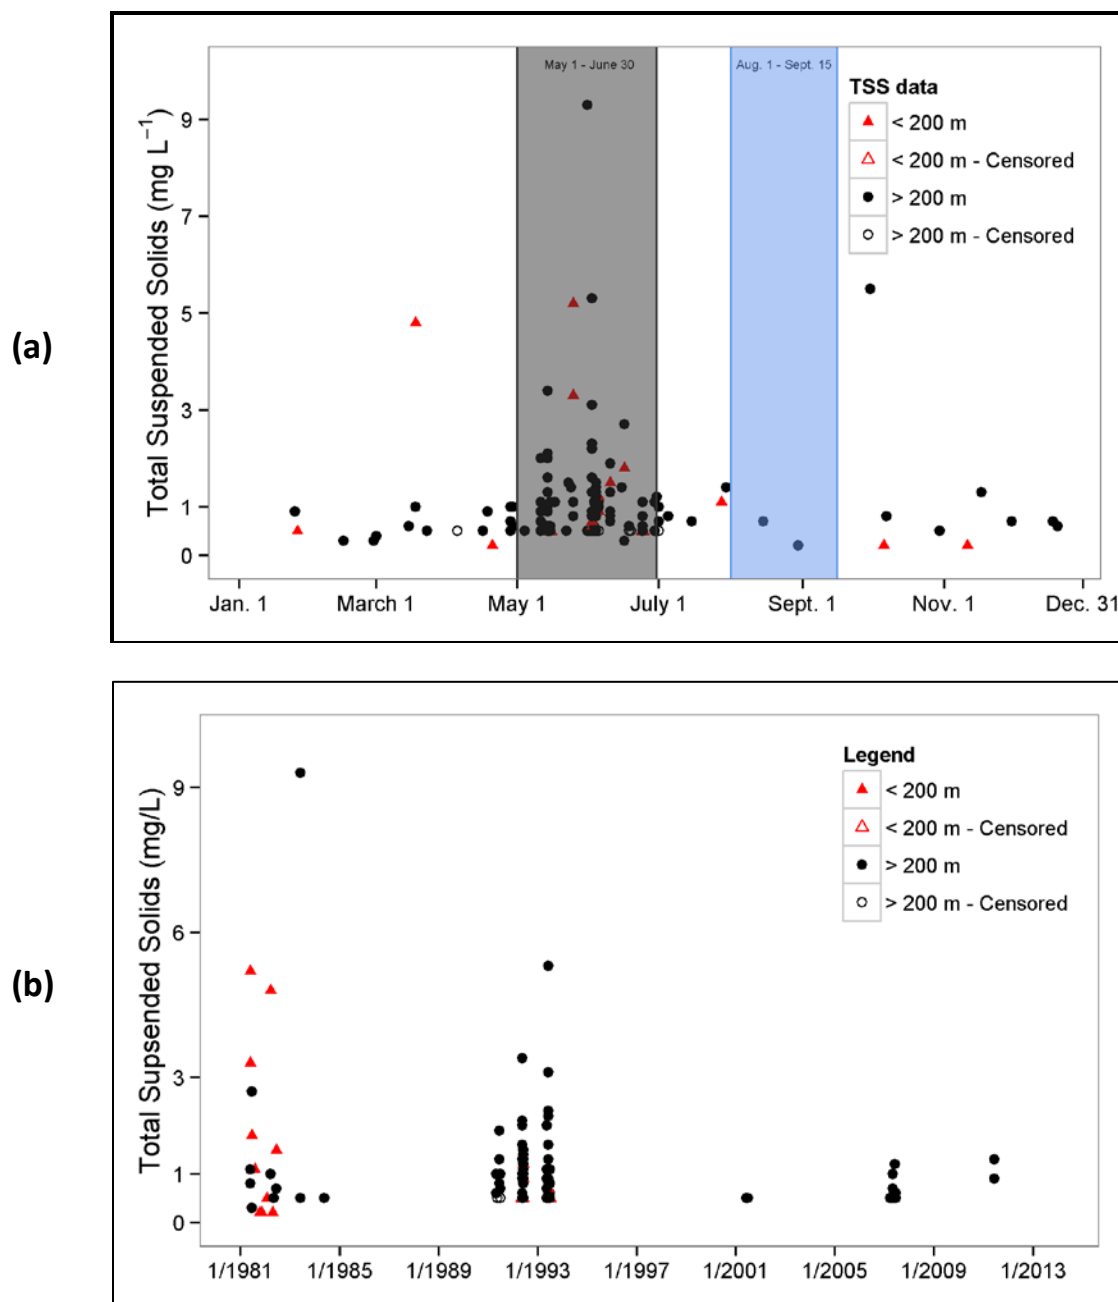 (a)
May 1 - June 30
Aug. 1 - Sept. 15
TSS data
< 200 m
< 200 m - Censored
> 200 m
> 200 m - Censored
Total Suspended Solids (mg L⁻¹)
9
7
5
3
1
0
Jan. 1
March 1
May 1
July 1
Sept. 1
Nov. 1
Dec. 31
(b)
Legend
< 200 m
< 200 m - Censored
> 200 m
> 200 m - Censored
Total Supsended Solids (mg/L)
9
6
3
1
0
1/1981
1/1985
1/1989
1/1993
1/1997
1/2001
1/2005
1/2009
1/2013